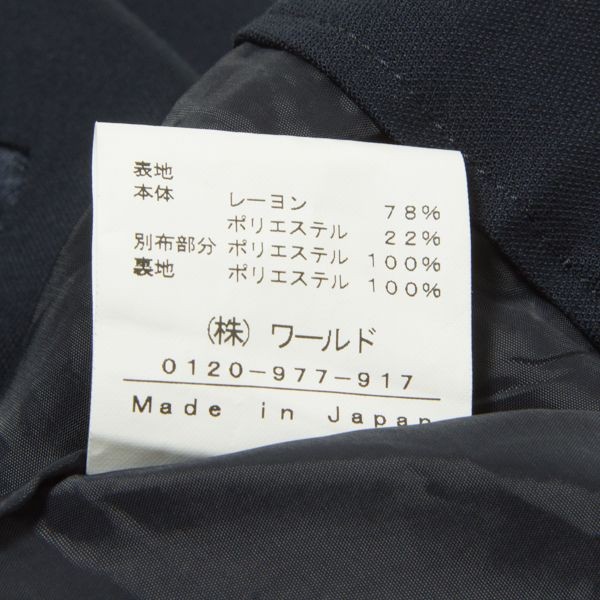 表地
本体 レーヨン 78%
ポリエステル 22%
別布部分 ポリエステル 100%
裏地 ポリエステル 100%
(株) ワールド
0120-977-917
Made in Japan